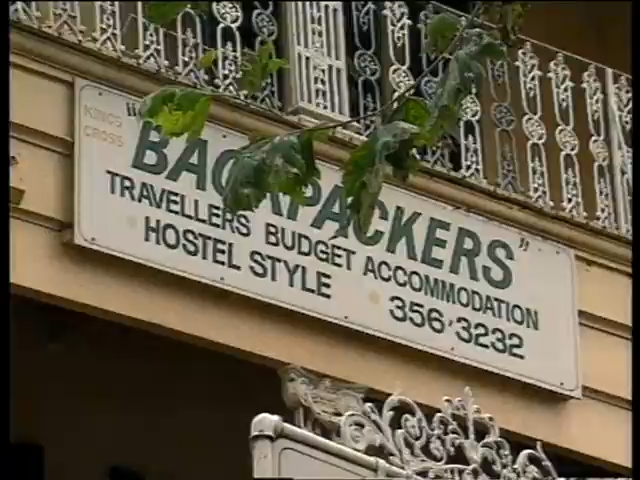 KINGS
CROSS
"BACKPACKERS"
TRAVELLERS BUDGET ACCOMMODATION
HOSTEL STYLE 356·3232